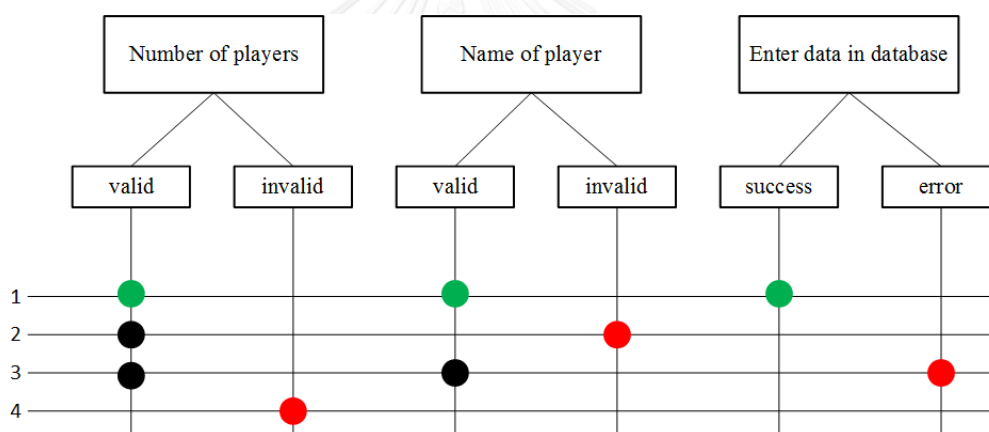 Number of players
Name of player
Enter data in database
valid
invalid
valid
invalid
success
error
1
2
3
4